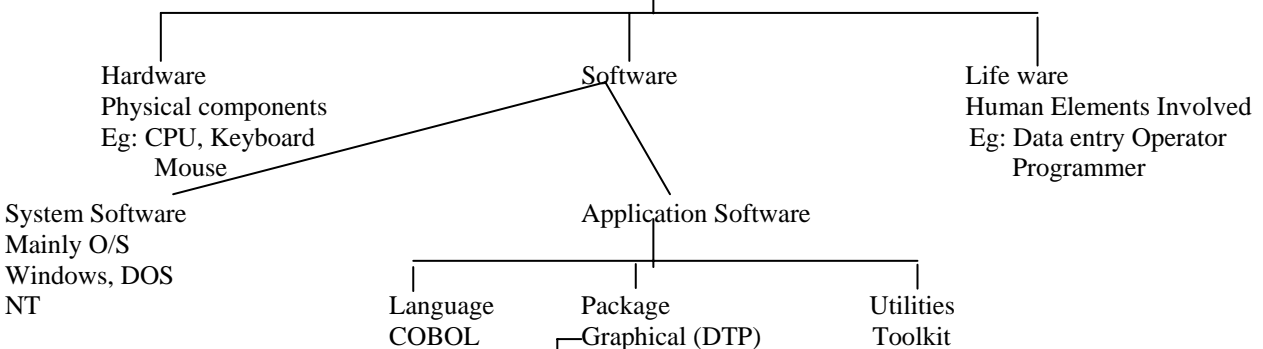 Hardware
Physical components
Eg: CPU, Keyboard
Mouse
Software
Life ware
Human Elements Involved
Eg: Data entry Operator
Programmer
System Software
Mainly O/S
Windows, DOS
NT
Application Software
Language
COBOL
Package
Graphical (DTP)
Utilities
Toolkit